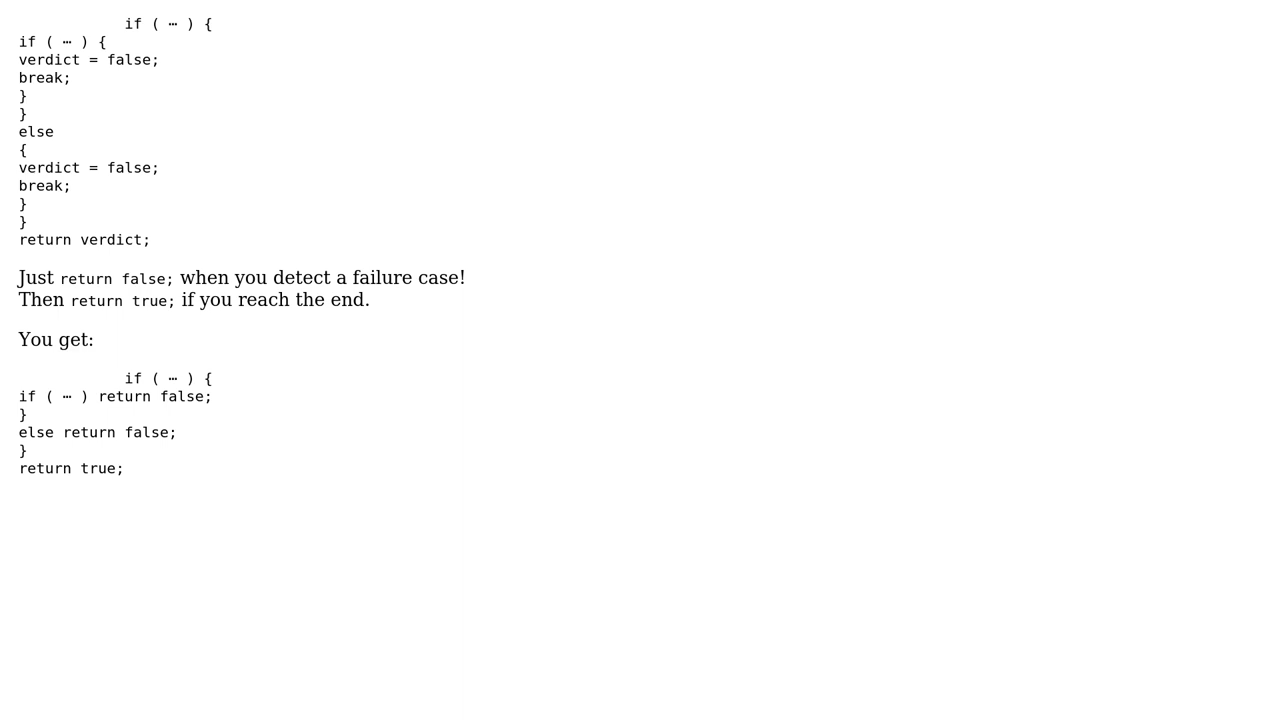 if ( ⋯ ) {
if ( ⋯ ) {
verdict = false;
break;
}
}
else
{
verdict = false;
break;
}
}
return verdict;
Just return false; when you detect a failure case!
Then return true; if you reach the end.
You get:
if ( ⋯ ) {
if ( ⋯ ) return false;
}
else return false;
}
return true;